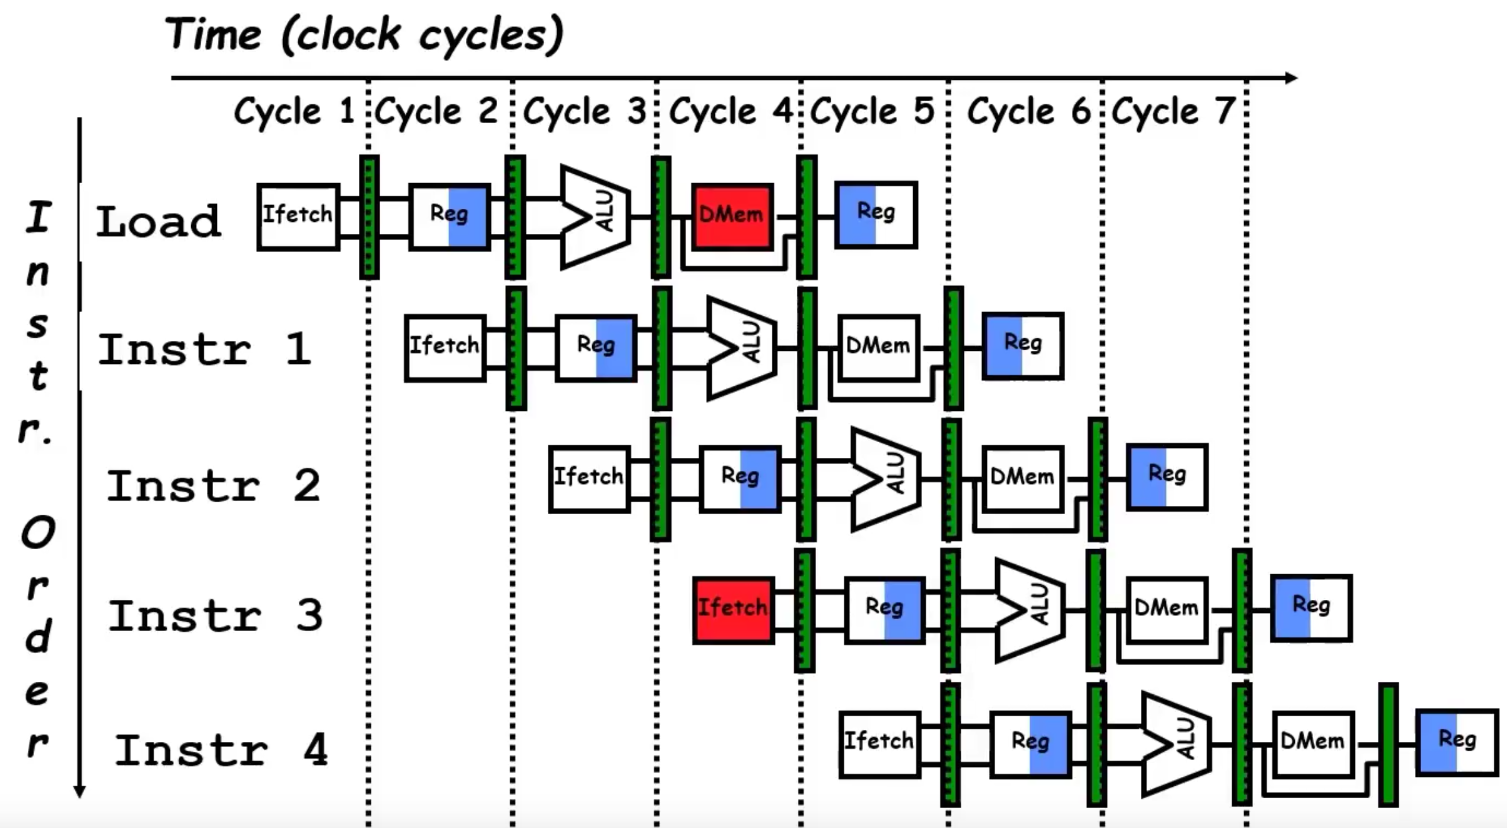 Time (clock cycles)
Cycle 1 Cycle 2 Cycle 3 Cycle 4 Cycle 5 Cycle 6 Cycle 7
Instr. Order
Load Ifetch Reg ALU DMem Reg
Instr 1 Ifetch Reg ALU DMem Reg
Instr 2 Ifetch Reg ALU DMem Reg
Instr 3 Ifetch Reg ALU DMem Reg
Instr 4 Ifetch Reg ALU DMem Reg